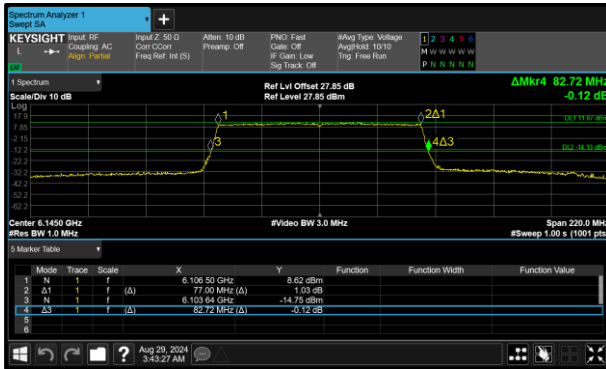 Spectrum Analyzer 1
Swept SA
KEYSIGHT Input: RF Input Z: 50 Ω Atten: 10 dB PNO: Fast #Avg Type: Voltage 1 2 3 4 5 6
L Coupling: AC Corr CCorr Preamp: Off Gate: Off Avg|Hold: 10/10 M W W W W W
Align: Partial Freq Ref: Int (S) IF Gain: Low Trig: Free Run
Sig Track: Off P N N N N N
1 Spectrum Ref Lvl Offset 27.85 dB ΔMkr4 82.72 MHz
Scale/Div 10 dB Ref Level 27.85 dBm -0.12 dB
Log
17.9 1 2Δ1 DL1 11.87 dBm
7.85
-2.15 3 4Δ3
-12.2 DL2 -14.13 dBm
-22.2
-42.2
-52.2
-62.2
Center 6.1450 GHz #Video BW 3.0 MHz Span 220.0 MHz
#Res BW 1.0 MHz #Sweep 1.00 s (1001 pts
5 Marker Table
Mode Trace Scale X Y Function Function Width Function Value
1 N 1 f 6.106 50 GHz 8.62 dBm
2 Δ1 1 f (Δ) 77.00 MHz (Δ) 1.03 dB
3 N 1 f 6.103 64 GHz -14.75 dBm
4 Δ3 1 f (Δ) 82.72 MHz (Δ) -0.12 dB
5
6
? Aug 29, 2024
3:43:27 AM